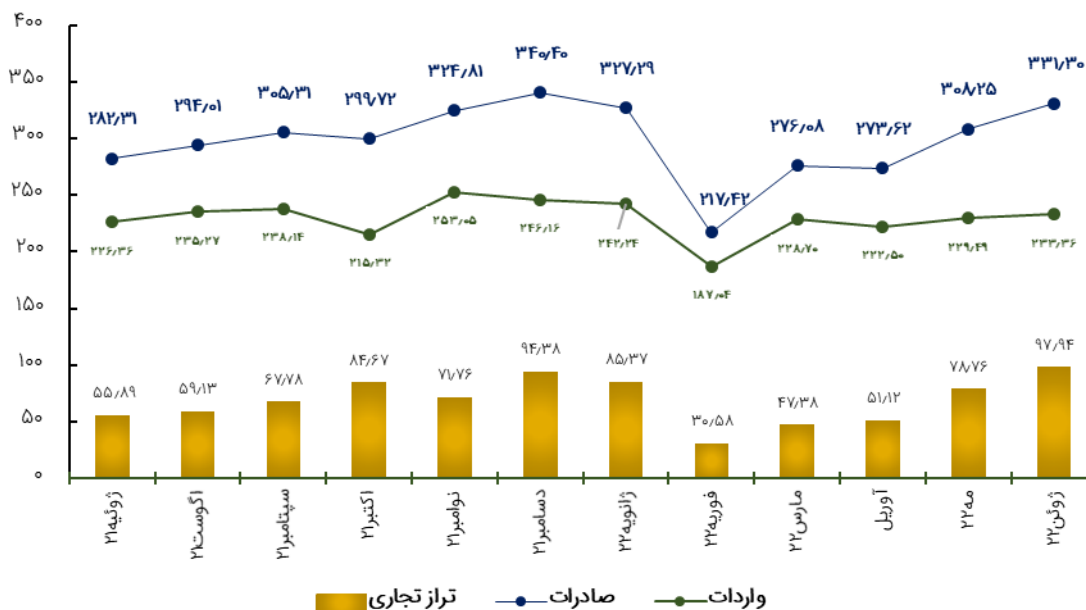 ۴۰۰
۳۵۰
۳۰۰
۲۵۰
۲۰۰
۱۵۰
۱۰۰
۵۰
۰
۲۸۲٫۳۱ ۲۹۴٫۰۱ ۳۰۵٫۳۱ ۲۹۹٫۷۲ ۳۲۴٫۸۱ ۳۴۰٫۴۰ ۳۲۷٫۲۹ ۲۱۷٫۴۲ ۲۷۶٫۰۸ ۲۷۳٫۶۲ ۳۰۸٫۲۵ ۳۳۱٫۳۰
۲۲۶٫۳۶ ۲۳۵٫۲۷ ۲۳۸٫۱۴ ۲۱۵٫۳۲ ۲۵۳٫۰۵ ۲۴۶٫۱۶ ۲۴۲٫۲۴ ۱۸۷٫۰۴ ۲۲۸٫۷۰ ۲۲۲٫۵۰ ۲۲۹٫۴۹ ۲۳۳٫۳۶
۵۵٫۸۹ ۵۹٫۱۳ ۶۷٫۷۸ ۸۴٫۶۷ ۷۱٫۷۶ ۹۴٫۳۸ ۸۵٫۳۷ ۳۰٫۵۸ ۴۷٫۳۸ ۵۱٫۱۲ ۷۸٫۷۶ ۹۷٫۹۴
ژوئیه۲۱
اگوست۲۱
سپتامبر۲۱
اکتبر۲۱
نوامبر۲۱
دسامبر۲۱
ژانویه۲۲
فوریه۲۲
مارس۲۲
آوریل
مه۲۲
ژوئن۲۲
تراز تجاری صادرات واردات